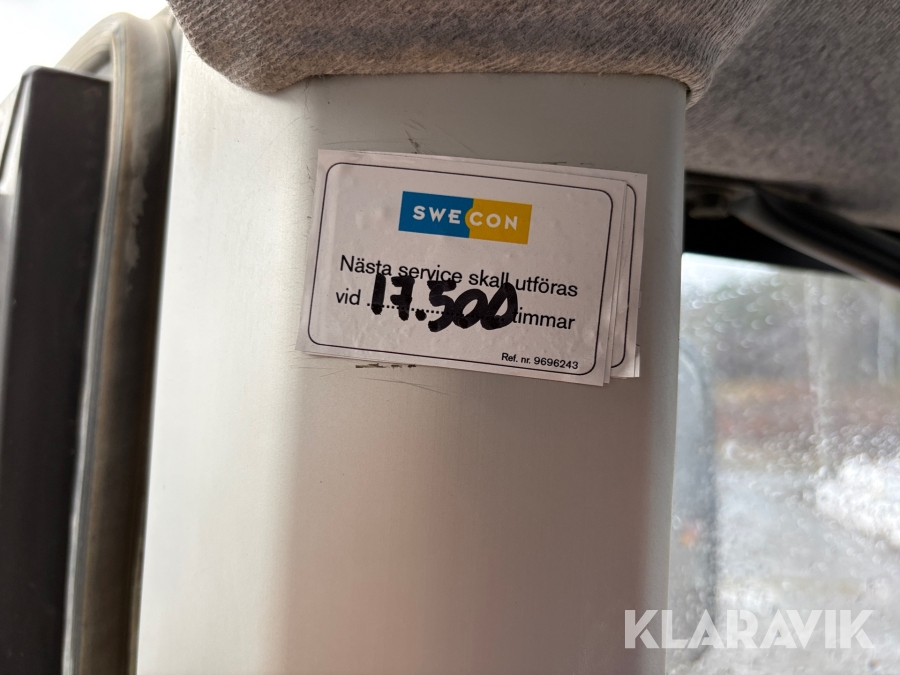 SWECON
Nästa service skall utföras
vid 17.500 timmar
Ref. nr. 9696243
KLARAVIK